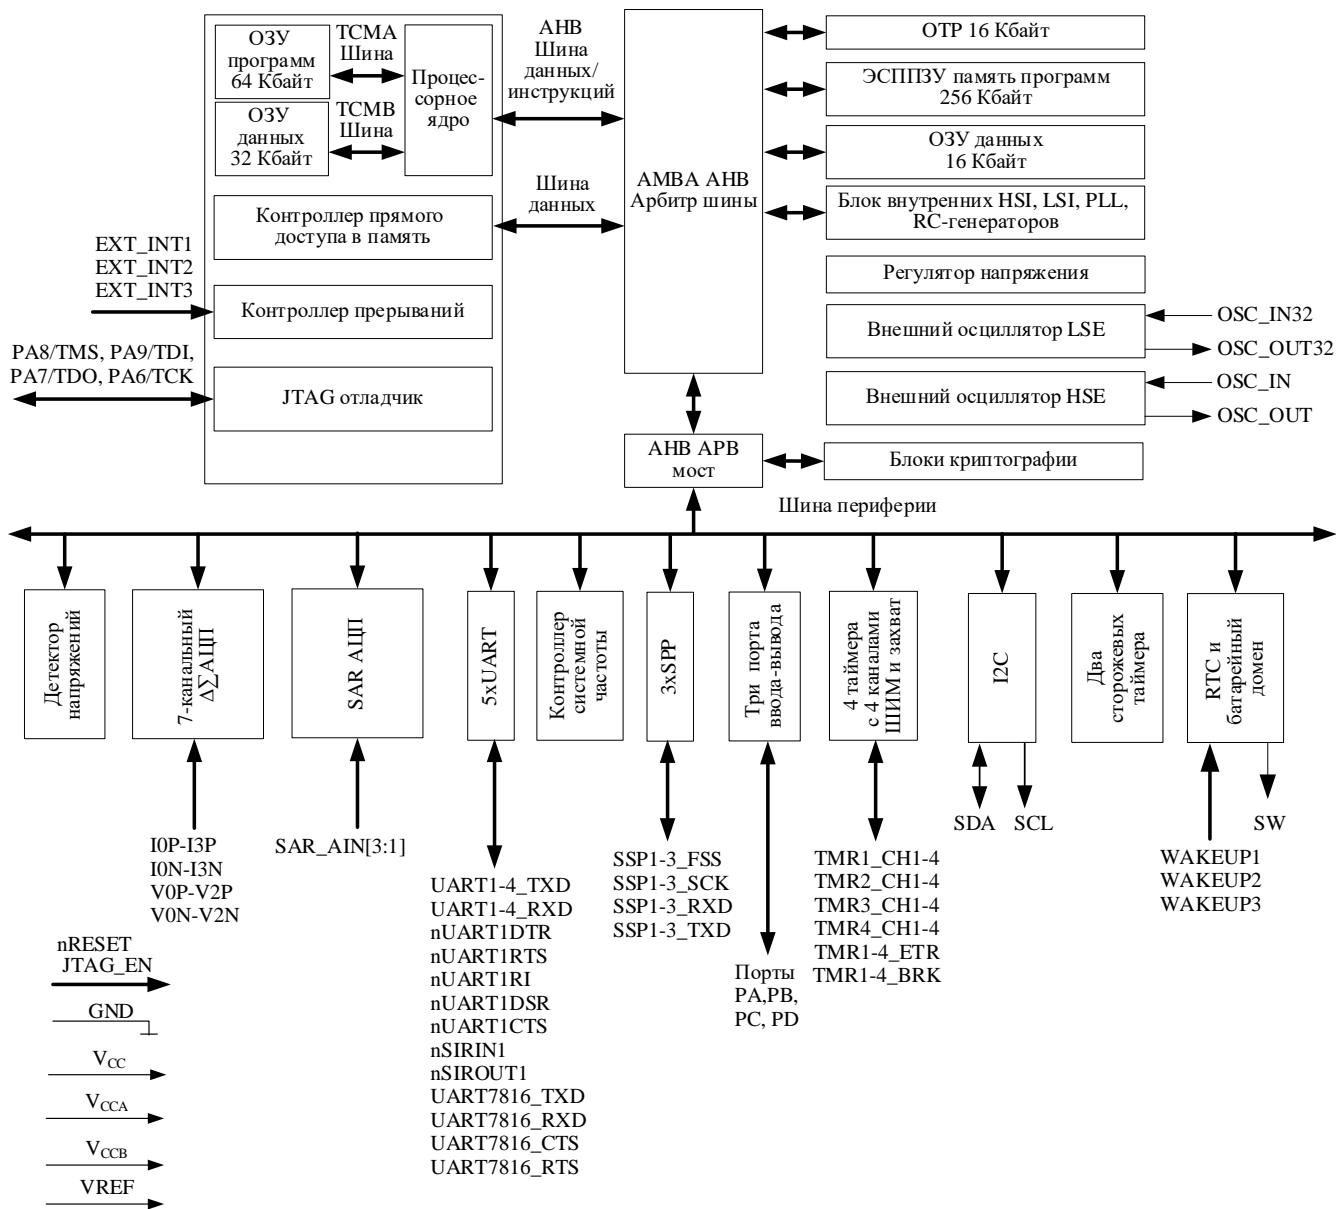 ОЗУ
программ
64 Кбайт
TCMA
Шина
ОЗУ
данных
32 Кбайт
TCMB
Шина
Процес-
сорное
ядро
AHB
Шина
данных/
инструкций
Контроллер прямого
доступа в память
Шина
данных
EXT_INT1
EXT_INT2
EXT_INT3
Контроллер прерываний
PA8/TMS, PA9/TDI,
PA7/TDO, PA6/TCK
JTAG отладчик
AMBA AHB
Арбитр шины
OTP 16 Кбайт
ЭСППЗУ память программ
256 Кбайт
ОЗУ данных
16 Кбайт
Блок внутренних HSI, LSI, PLL,
RC-генераторов
Регулятор напряжения
Внешний осциллятор LSE
OSC_IN32
OSC_OUT32
Внешний осциллятор HSE
OSC_IN
OSC_OUT
AHB APB
мост
Блоки криптографии
Шина периферии
Детектор
напряжений
7-канальный
Δ∑АЦП
SAR АЦП
5xUART
Контроллер
системной
частоты
3xSPP
Три порта
ввода-вывода
4 таймера
с 4 каналами
ШИМ и захват
I2C
Два
сторожевых
таймера
RTC и
батарейный
домен
I0P-I3P
I0N-I3N
V0P-V2P
V0N-V2N
SAR_AIN[3:1]
UART1-4_TXD
UART1-4_RXD
nUART1DTR
nUART1RTS
nUART1RI
nUART1DSR
nUART1CTS
nSIRIN1
nSIROUT1
UART7816_TXD
UART7816_RXD
UART7816_CTS
UART7816_RTS
SSP1-3_FSS
SSP1-3_SCK
SSP1-3_RXD
SSP1-3_TXD
Порты
PA,PB,
PC, PD
TMR1_CH1-4
TMR2_CH1-4
TMR3_CH1-4
TMR4_CH1-4
TMR1-4_ETR
TMR1-4_BRK
SDA
SCL
SW
WAKEUP1
WAKEUP2
WAKEUP3
nRESET
JTAG_EN
GND
VCC
VCCA
VCCB
VREF